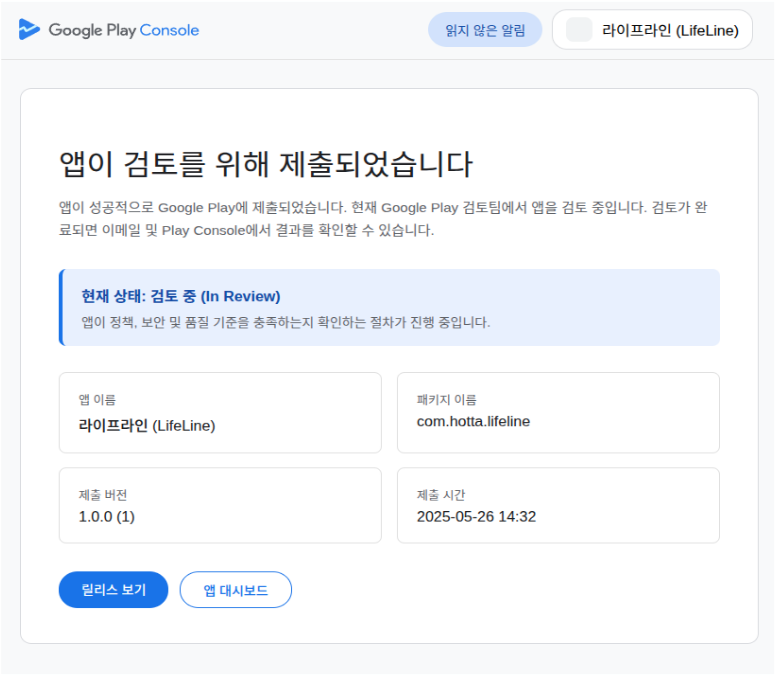 Google Play Console
읽지 않은 알림
라이프라인 (LifeLine)
앱이 검토를 위해 제출되었습니다
앱이 성공적으로 Google Play에 제출되었습니다. 현재 Google Play 검토팀에서 앱을 검토 중입니다. 검토가 완
료되면 이메일 및 Play Console에서 결과를 확인할 수 있습니다.
현재 상태: 검토 중 (In Review)
앱이 정책, 보안 및 품질 기준을 충족하는지 확인하는 절차가 진행 중입니다.
앱 이름
라이프라인 (LifeLine)
패키지 이름
com.hotta.lifeline
제출 버전
1.0.0 (1)
제출 시간
2025-05-26 14:32
릴리스 보기
앱 대시보드